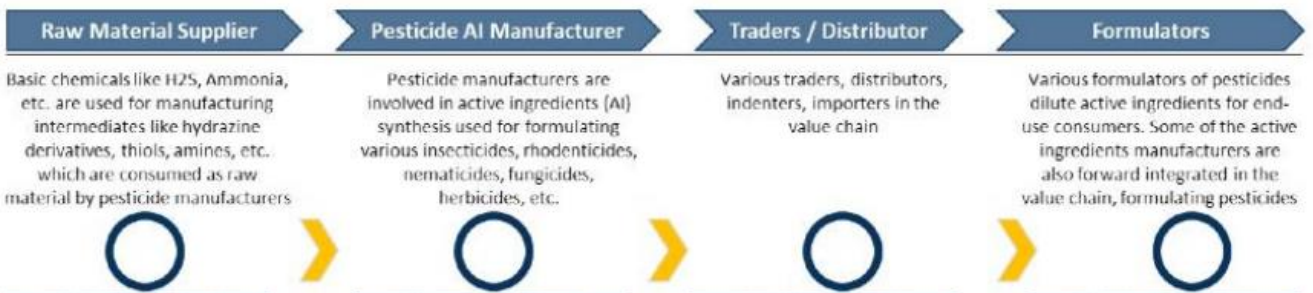 Raw Material Supplier
Pesticide AI Manufacturer
Traders / Distributor
Formulators
Basic chemicals like H2S, Ammonia,
etc. are used for manufacturing
intermediates like hydrazine
derivatives, thiols, amines, etc.
which are consumed as raw
material by pesticide manufacturers
Pesticide manufacturers are
involved in active ingredients (AI)
synthesis used for formulating
various insecticides, rhodenticides,
nematicides, fungicides,
herbicides, etc.
Various traders, distributors,
indenters, importers in the
value chain
Various formulators of pesticides
dilute active ingredients for end-
use consumers. Some of the active
ingredients manufacturers are
also forward integrated in the
value chain, formulating pesticides